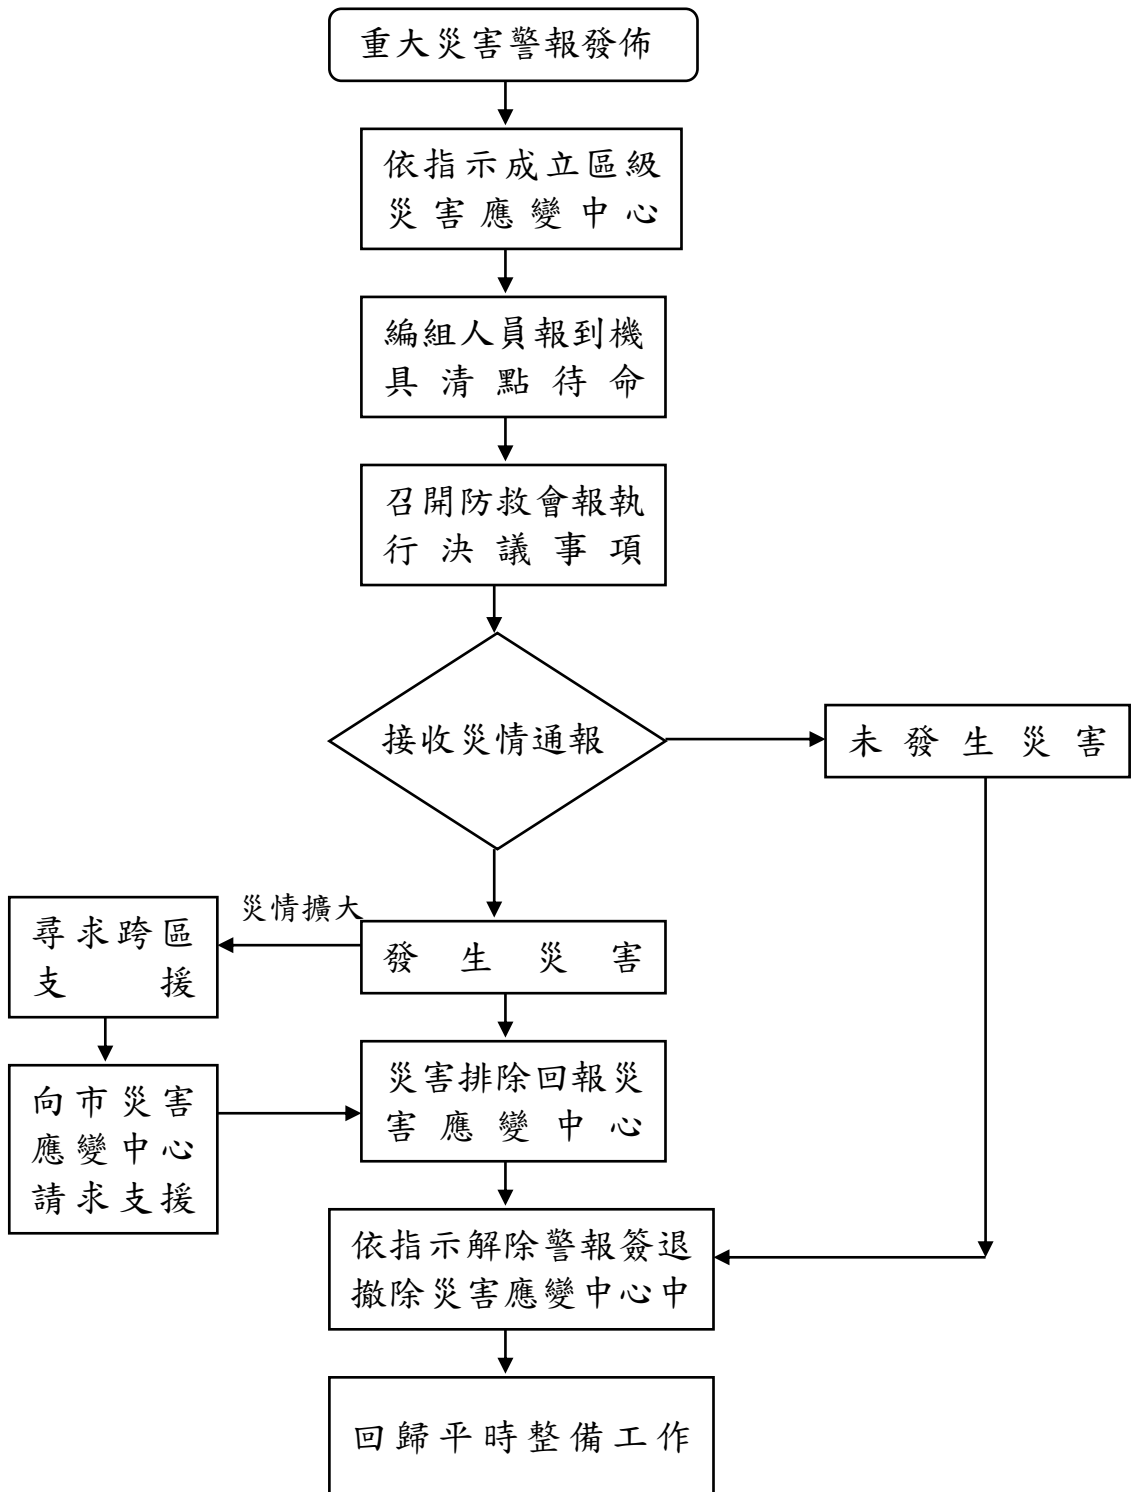 重大災害警報發佈
依指示成立區級
災害應變中心
編組人員報到機
具清點待命
召開防救會報執
行決議事項
接收災情通報
未發生災害
災情擴大
尋求跨區
支援
發生災害
向市災害
應變中心
請求支援
災害排除回報災
害應變中心
依指示解除警報簽退
撤除災害應變中心中
回歸平時整備工作